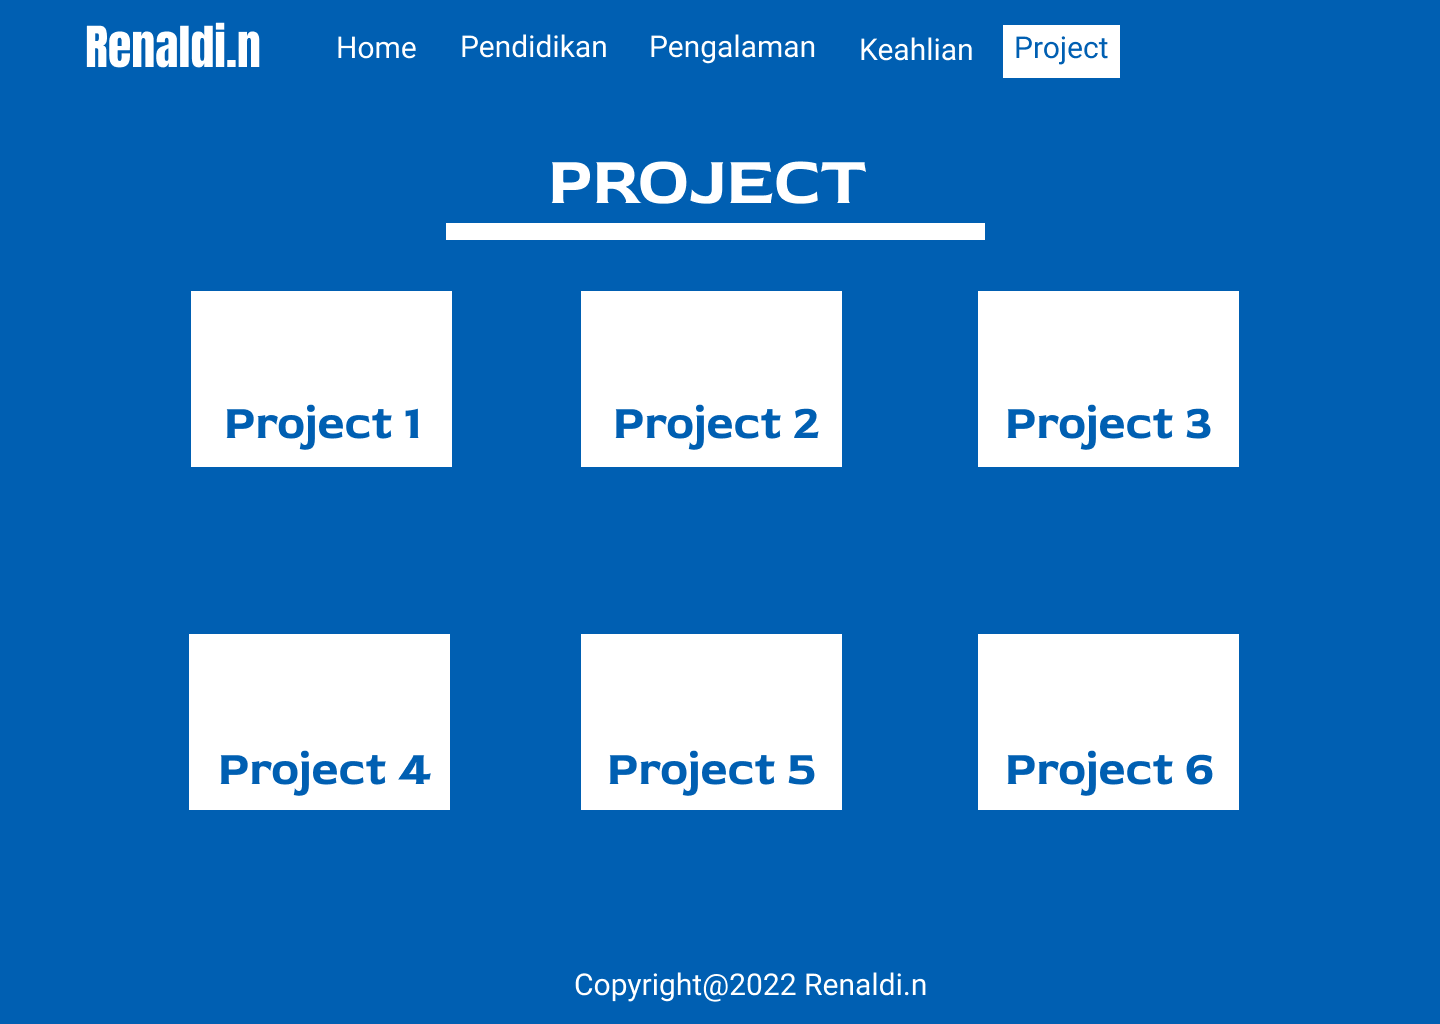 Renaldi.n Home Pendidikan Pengalaman Keahlian Project
PROJECT
Project 1 Project 2 Project 3
Project 4 Project 5 Project 6
Copyright@2022 Renaldi.n